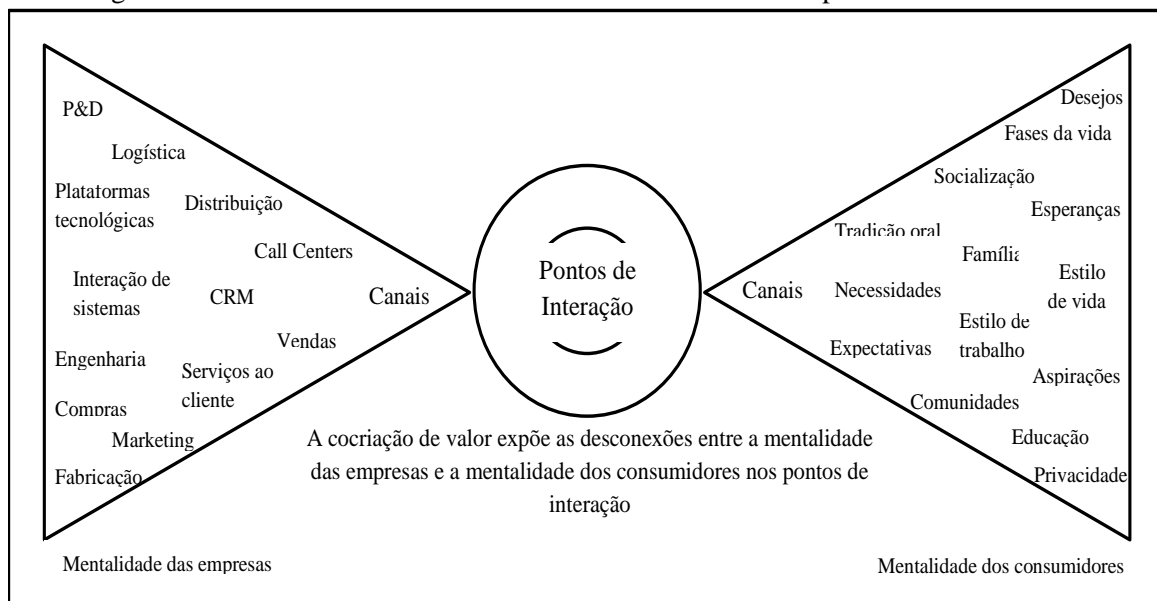 P&D
Logística
Plataformas
tecnológicas
Distribuição
Call Centers
Interação de
sistemas
CRM
Canais
Vendas
Engenharia
Serviços ao
cliente
Compras
Marketing
Fabricação
Pontos de
Interação
Desejos
Fases da vida
Socialização
Esperanças
Tradição oral
Família
Estilo
de vida
Canais
Necessidades
Estilo de
trabalho
Expectativas
Aspirações
Comunidades
Educação
Privacidade
A cocriação de valor expõe as desconexões entre a mentalidade
das empresas e a mentalidade dos consumidores nos pontos de
interação
Mentalidade das empresas
Mentalidade dos consumidores